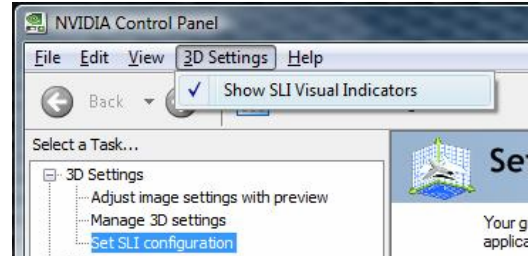 NVIDIA Control Panel
File Edit View 3D Settings Help
Show SLI Visual Indicators
Back
Select a Task...
3D Settings
Adjust image settings with preview
Manage 3D settings
Set SLI configuration
Se
Your g
applica